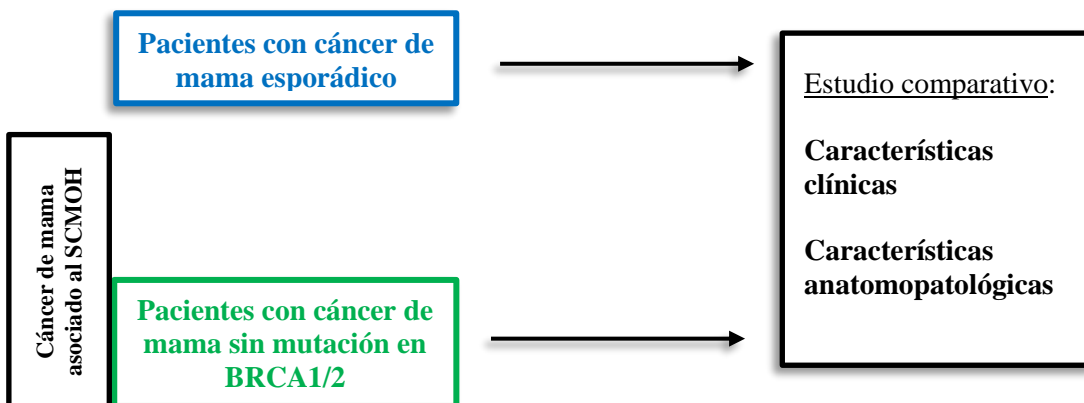 Pacientes con cáncer de
mama esporádico
Estudio comparativo:
Características
clínicas
Características
anatomopatológicas
Cáncer de mama
asociado al SCMOH
Pacientes con cáncer de
mama sin mutación en
BRCA1/2